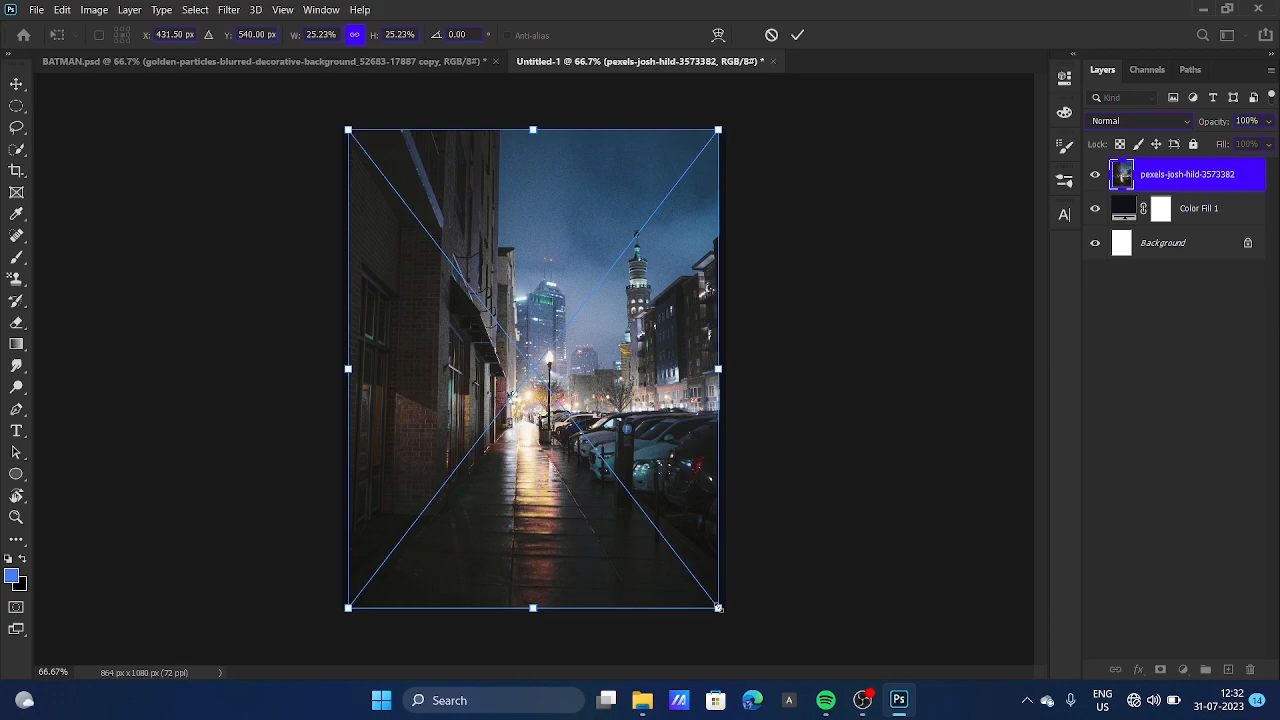 Ps File Edit Image Layer Type Select Filter 3D View Window Help
X: 431.50 px Y: 540.00 px W: 25.23% H: 25.23% 0.00 ° Anti-alias
BATMAN.psd @ 66.7% (golden-particles-blurred-decorative-background_52683-17887 copy, RGB/8#) * × Untitled-1 @ 66.7% (pexels-josh-hild-3573382, RGB/8#) * ×
Layers Channels Paths
Kind
Normal Opacity: 100%
Lock: Fill: 100%
pexels-josh-hild-3573382
Color Fill 1
Background
66.67% 864 px x 1080 px (72 ppi)
Search
A
Ps
ENG
US
12:32
31-07-2023
14